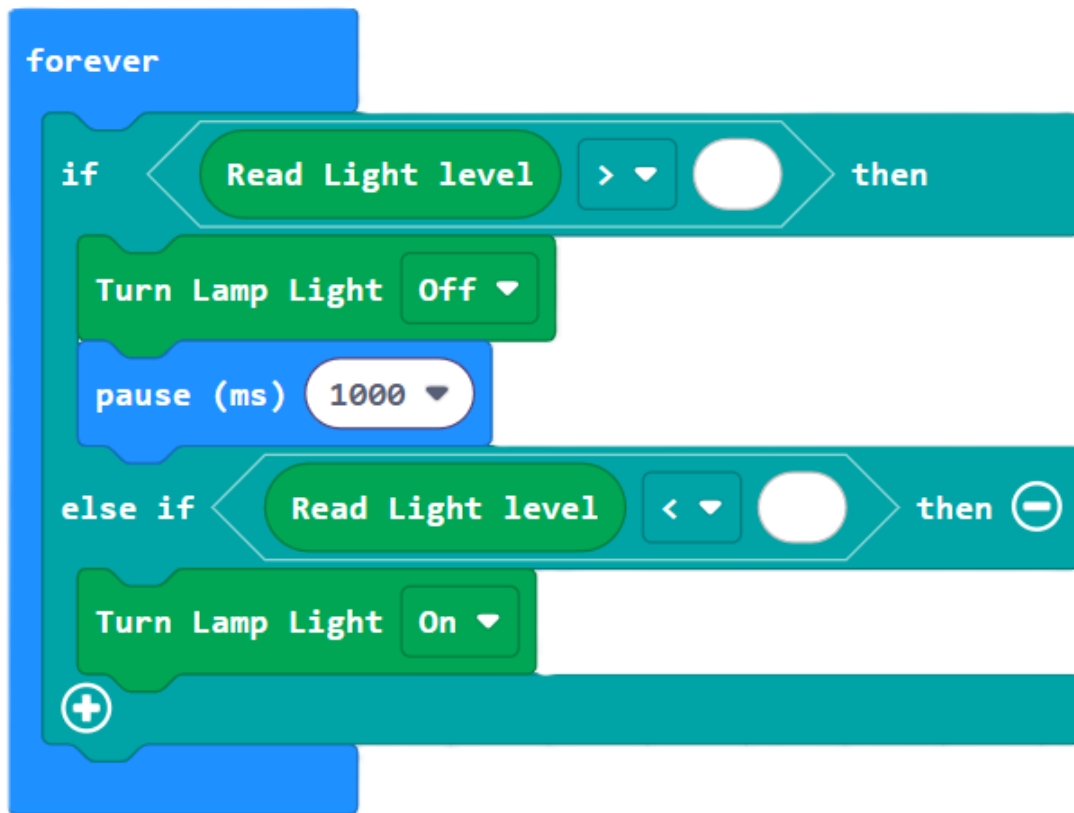 forever
if Read Light level > then
Turn Lamp Light Off
pause (ms) 1000
else if Read Light level < then
Turn Lamp Light On